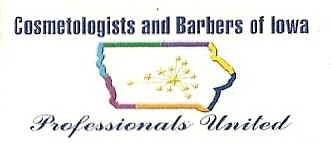 Cosmetologists and Barbers of Iowa
Professionals United